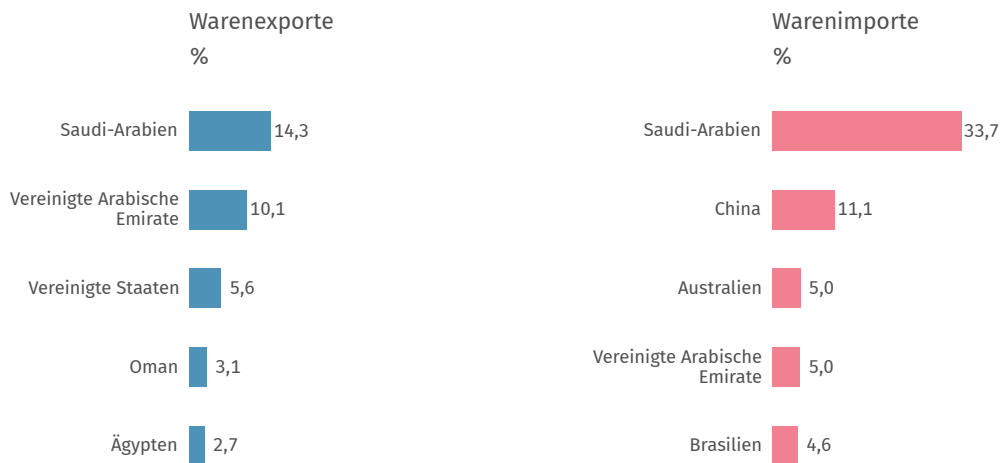 Warenexporte
%
Saudi-Arabien
14,3
Vereinigte Arabische
Emirate
10,1
Vereinigte Staaten
5,6
Oman
3,1
Ägypten
2,7
Warenimporte
%
Saudi-Arabien
33,7
China
11,1
Australien
5,0
Vereinigte Arabische
Emirate
5,0
Brasilien
4,6